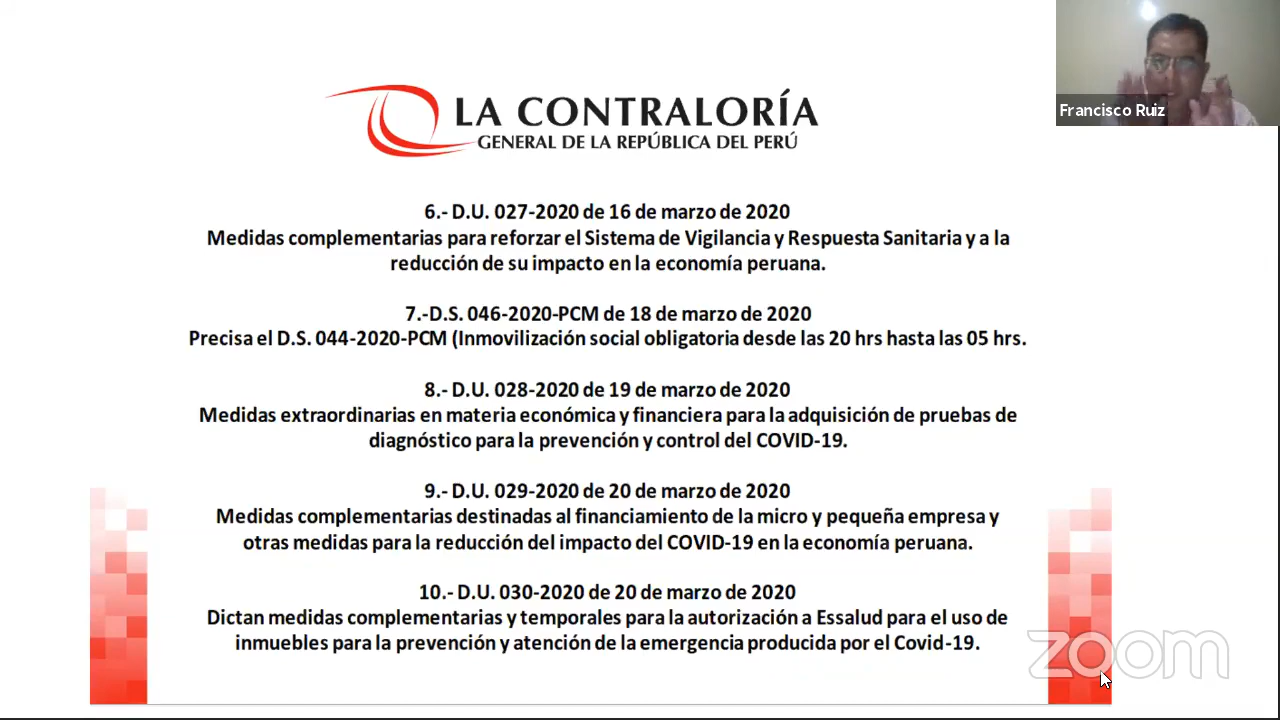 Francisco Ruiz
LA CONTRALORÍA
GENERAL DE LA REPÚBLICA DEL PERÚ
6.- D.U. 027-2020 de 16 de marzo de 2020
Medidas complementarias para reforzar el Sistema de Vigilancia y Respuesta Sanitaria y a la
reducción de su impacto en la economía peruana.
7.-D.S. 046-2020-PCM de 18 de marzo de 2020
Precisa el D.S. 044-2020-PCM (Inmovilización social obligatoria desde las 20 hrs hasta las 05 hrs.
8.- D.U. 028-2020 de 19 de marzo de 2020
Medidas extraordinarias en materia económica y financiera para la adquisición de pruebas de
diagnóstico para la prevención y control del COVID-19.
9.- D.U. 029-2020 de 20 de marzo de 2020
Medidas complementarias destinadas al financiamiento de la micro y pequeña empresa y
otras medidas para la reducción del impacto del COVID-19 en la economía peruana.
10.- D.U. 030-2020 de 20 de marzo de 2020
Dictan medidas complementarias y temporales para la autorización a Essalud para el uso de
inmuebles para la prevención y atención de la emergencia producida por el Covid-19.
zoom